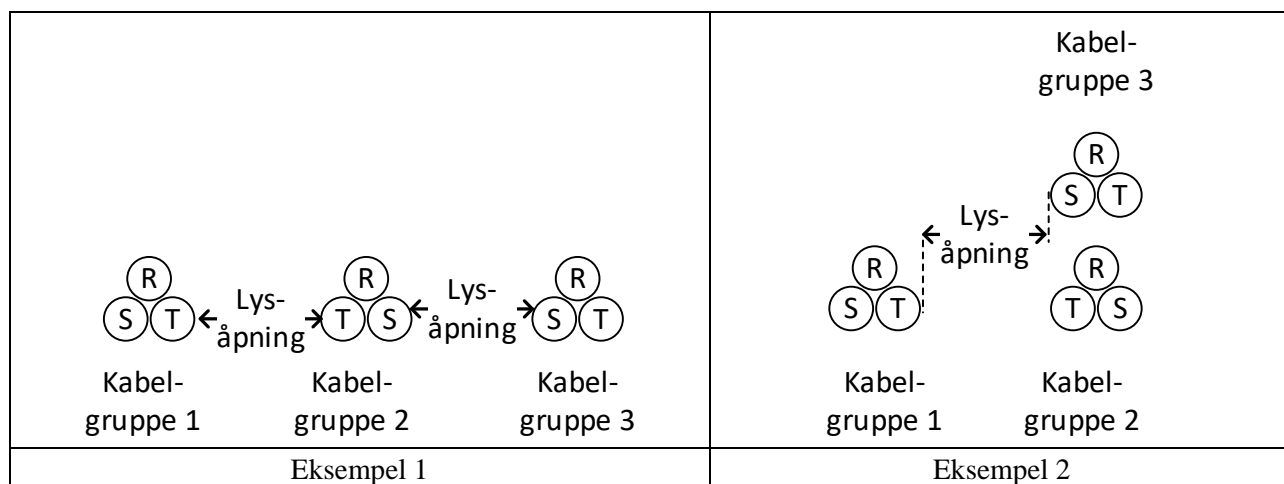 R
S T
Lys-
åpning
R
T S
Lys-
åpning
R
S T
Kabel-
gruppe 1
Kabel-
gruppe 2
Kabel-
gruppe 3
Eksempel 1
Kabel-
gruppe 3
R
S T
Lys-
åpning
R
S T
R
T S
Kabel-
gruppe 1
Kabel-
gruppe 2
Eksempel 2